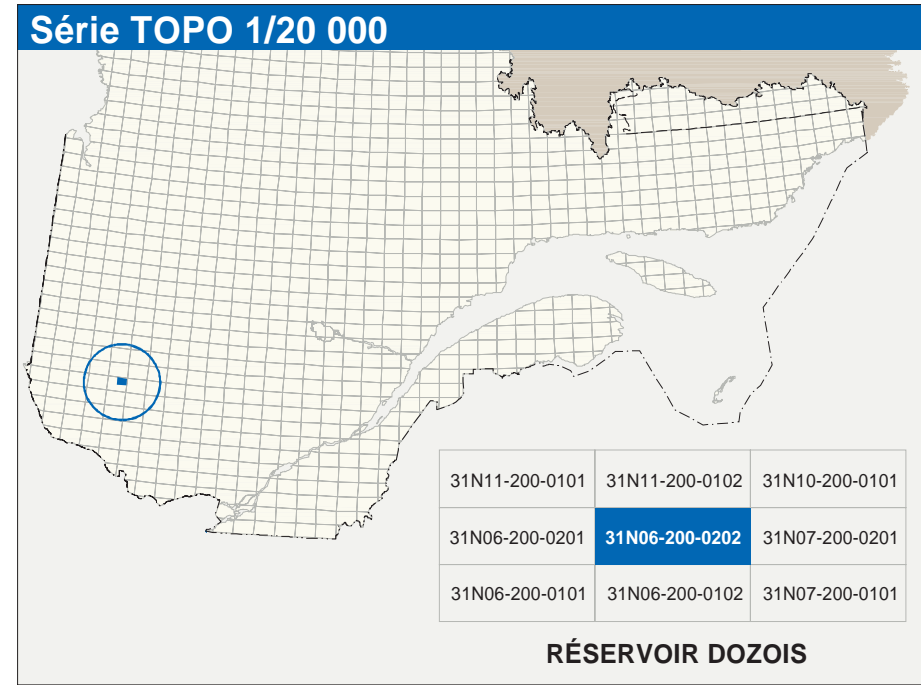 Série TOPO 1/20 000
31N11-200-0101 31N11-200-0102 31N10-200-0101
31N06-200-0201 31N06-200-0202 31N07-200-0201
31N06-200-0101 31N06-200-0102 31N07-200-0101
RÉSERVOIR DOZOIS